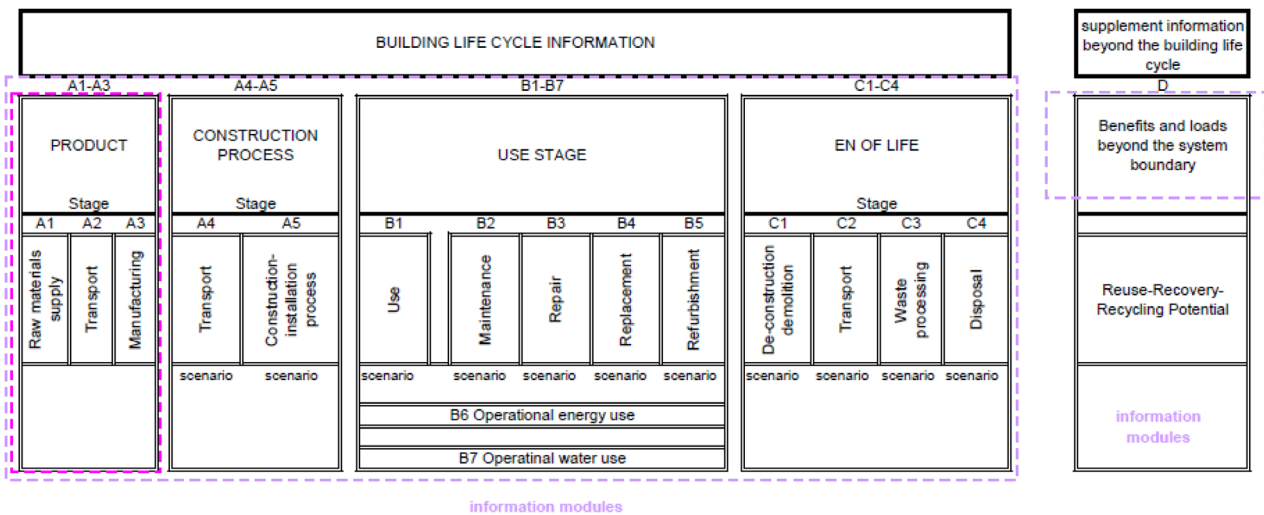 BUILDING LIFE CYCLE INFORMATION
supplement information
beyond the building life
cycle
A1-A3
A4-A5
B1-B7
C1-C4
D
PRODUCT
Stage
CONSTRUCTION
PROCESS
Stage
USE STAGE
EN OF LIFE
Stage
Benefits and loads
beyond the system
boundary
A1
A2
A3
A4
A5
B1
B2
B3
B4
B5
C1
C2
C3
C4
Raw materials
supply
Transport
Manufacturing
Transport
Construction-
installation
process
Use
Maintenance
Repair
Replacement
Refurbishment
De-construction
demolition
Transport
Waste
processing
Disposal
Reuse-Recovery-
Recycling Potential
scenario
scenario
scenario
scenario
scenario
scenario
scenario
scenario
scenario
scenario
scenario
B6 Operational energy use
B7 Operatinal water use
information
modules
information modules